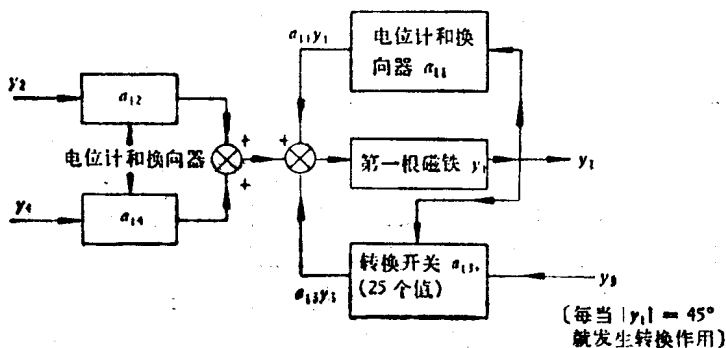 a₁₁y₁
电位计和换
向器 a₁₁
y₂
a₁₂
+
+
+
电位计和换向器
第一根磁铁 y₁
y₁
y₄
a₁₄
a₁₃y₃
转换开关 a₁₃,
(25个值)
y₃
〔每当|y₁| = 45°
就发生转换作用〕